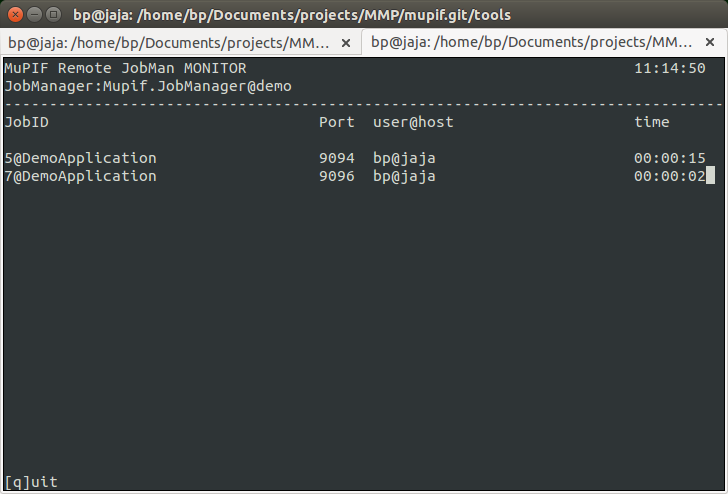 bp@jaja: /home/bp/Documents/projects/MMP/mupif.git/tools
bp@jaja: /home/bp/Documents/projects/MM... × bp@jaja: /home/bp/Documents/projects/MM... ×
MuPIF Remote JobMan MONITOR 11:14:50
JobManager:Mupif.JobManager@demo
--------------------------------------------------------------------------------
JobID Port user@host time
5@DemoApplication 9094 bp@jaja 00:00:15
7@DemoApplication 9096 bp@jaja 00:00:02
[q]uit